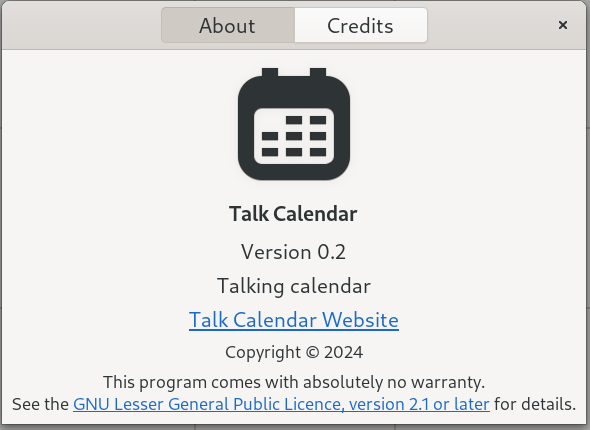 About Credits ×
Talk Calendar
Version 0.2
Talking calendar
Talk Calendar Website
Copyright © 2024
This program comes with absolutely no warranty.
See the GNU Lesser General Public Licence, version 2.1 or later for details.